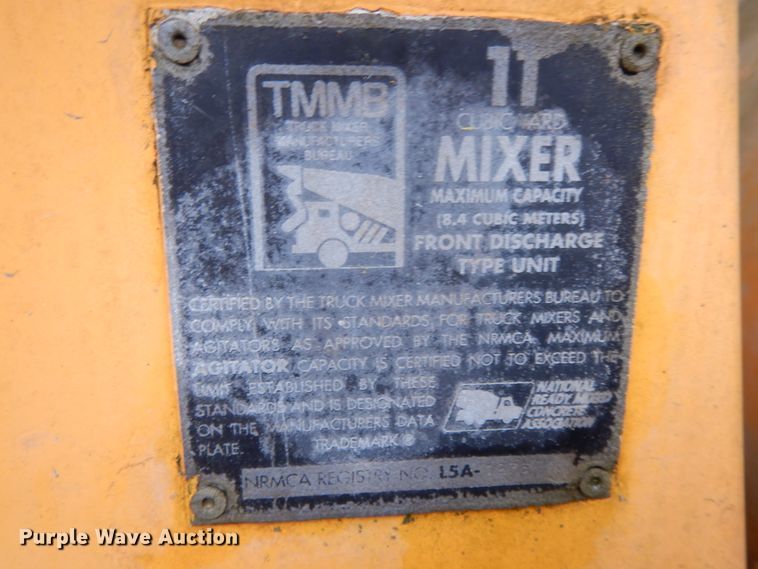 TMMB
TRUCK MIXER
MANUFACTURERS
BUREAU
11
CUBIC YARD
MIXER
MAXIMUM CAPACITY
(8.4 CUBIC METERS)
FRONT DISCHARGE
TYPE UNIT
CERTIFIED BY THE TRUCK MIXER MANUFACTURERS BUREAU TO
COMPLY WITH ITS STANDARDS FOR TRUCK MIXERS AND
AGITATORS AS APPROVED BY THE NRMCA. MAXIMUM
AGITATOR CAPACITY IS CERTIFIED NOT TO EXCEED THE
LIMIT ESTABLISHED BY THESE
STANDARDS AND IS DESIGNATED
ON THE MANUFACTURERS DATA
PLATE. TRADEMARK ®
NATIONAL
READY MIXED
CONCRETE
ASSOCIATION
NRMCA REGISTRY NO. L5A-
Purple Wave Auction